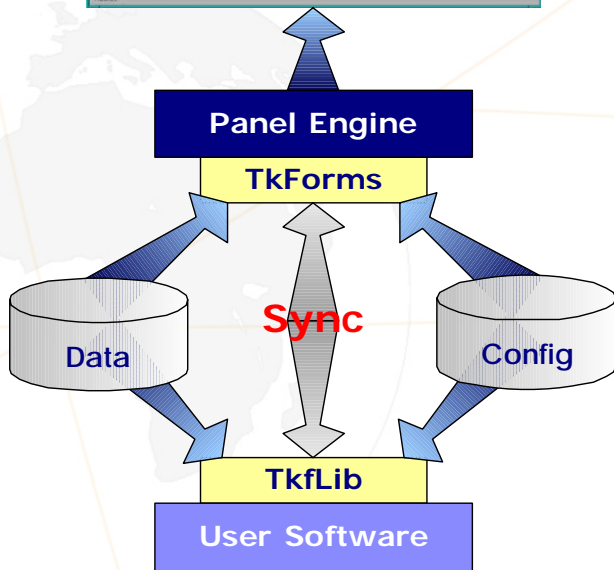 Panel Engine
TkForms
Sync
Data
Config
TkfLib
User Software